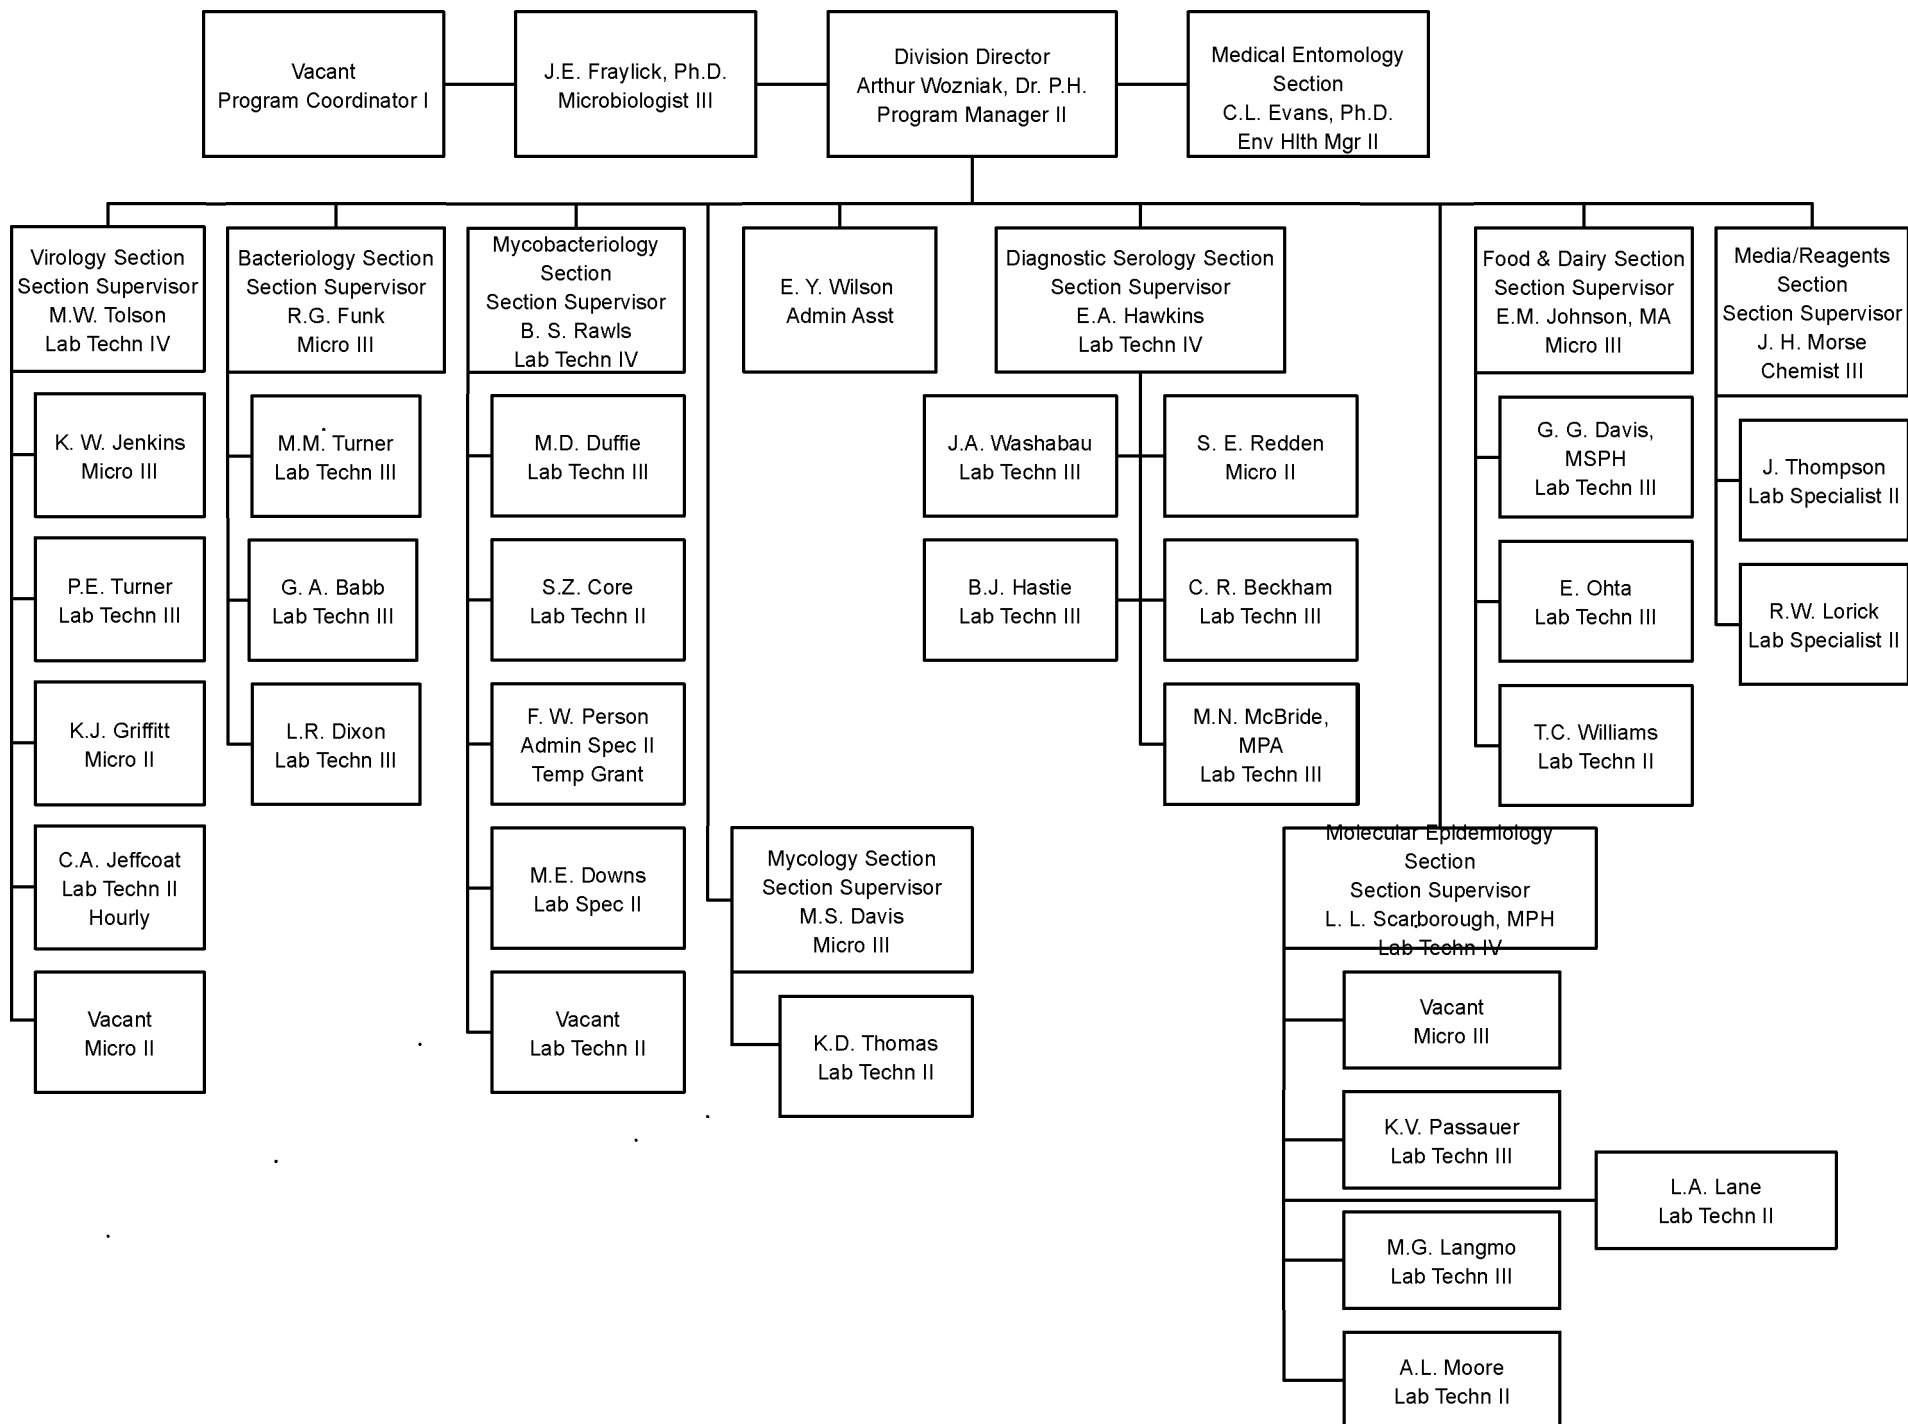 Vacant
Program Coordinator I
J.E. Fraylick, Ph.D.
Microbiologist III
Division Director
Arthur Wozniak, Dr. P.H.
Program Manager II
Medical Entomology
Section
C.L. Evans, Ph.D.
Env Hlth Mgr II
Virology Section
Section Supervisor
M.W. Tolson
Lab Techn IV
Bacteriology Section
Section Supervisor
R.G. Funk
Micro III
Mycobacteriology
Section
Section Supervisor
B. S. Rawls
Lab Techn IV
E. Y. Wilson
Admin Asst
Diagnostic Serology Section
Section Supervisor
E.A. Hawkins
Lab Techn IV
Food & Dairy Section
Section Supervisor
E.M. Johnson, MA
Micro III
Media/Reagents
Section
Section Supervisor
J. H. Morse
Chemist III
K. W. Jenkins
Micro III
P.E. Turner
Lab Techn III
K.J. Griffitt
Micro II
C.A. Jeffcoat
Lab Techn II
Hourly
Vacant
Micro II
M.M. Turner
Lab Techn III
G. A. Babb
Lab Techn III
L.R. Dixon
Lab Techn III
M.D. Duffie
Lab Techn III
S.Z. Core
Lab Techn II
F. W. Person
Admin Spec II
Temp Grant
M.E. Downs
Lab Spec II
Vacant
Lab Techn II
Mycology Section
Section Supervisor
M.S. Davis
Micro III
K.D. Thomas
Lab Techn II
J.A. Washabau
Lab Techn III
S. E. Redden
Micro II
B.J. Hastie
Lab Techn III
C. R. Beckham
Lab Techn III
M.N. McBride,
MPA
Lab Techn III
Molecular Epidemiology
Section
Section Supervisor
L. L. Scarborough, MPH
Lab Techn IV
Vacant
Micro III
K.V. Passauer
Lab Techn III
L.A. Lane
Lab Techn II
M.G. Langmo
Lab Techn III
A.L. Moore
Lab Techn II
G. G. Davis,
MSPH
Lab Techn III
E. Ohta
Lab Techn III
T.C. Williams
Lab Techn II
J. Thompson
Lab Specialist II
R.W. Lorick
Lab Specialist II